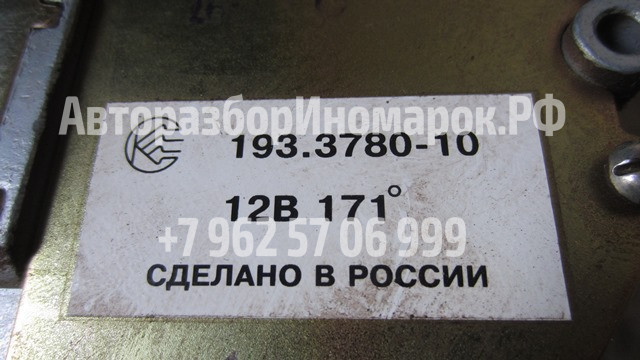 АвторазборИномарок.РФ
193.3780-10
12В 171°
+7 962 57 06 999
СДЕЛАНО В РОССИИ